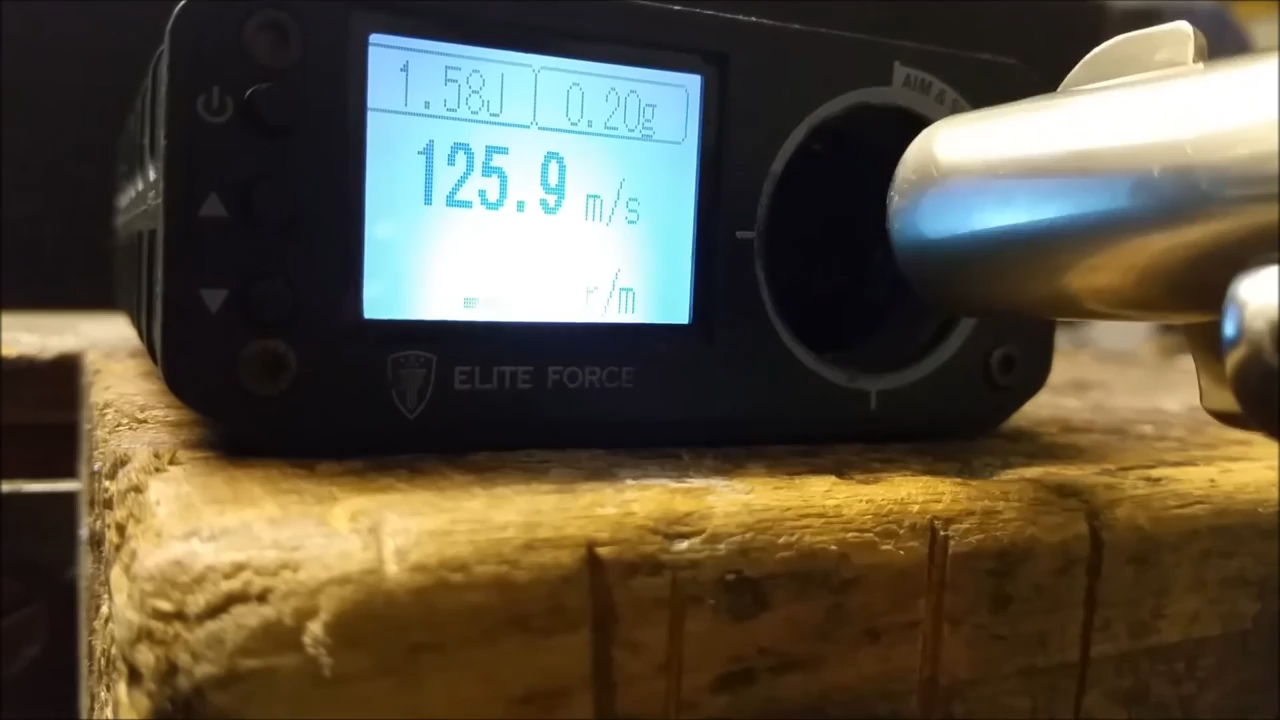 AIM & S
1.58J 0.20g
125.9 m/s
- r/m
ELITE FORCE